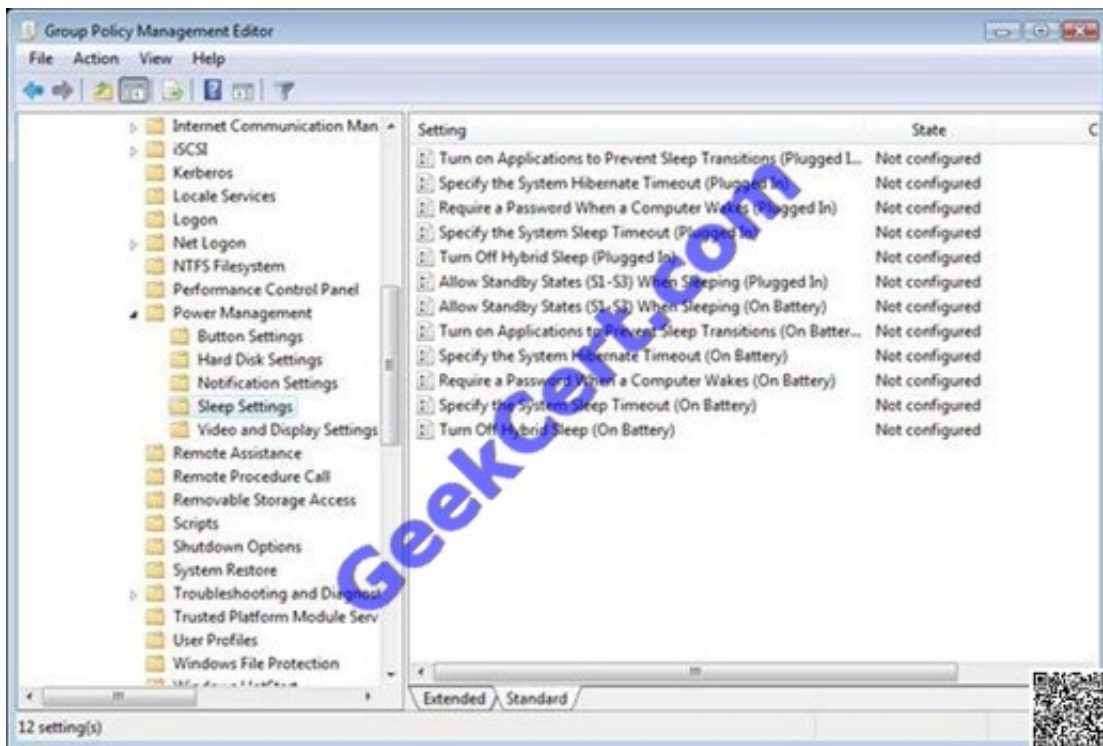 Group Policy Management Editor
File Action View Help
Internet Communication Man
iSCSI
Kerberos
Locale Services
Logon
Net Logon
NTFS Filesystem
Performance Control Panel
Power Management
Button Settings
Hard Disk Settings
Notification Settings
Sleep Settings
Video and Display Settings
Remote Assistance
Remote Procedure Call
Removable Storage Access
Scripts
Shutdown Options
System Restore
Troubleshooting and Diagnost
Trusted Platform Module Serv
User Profiles
Windows File Protection
Setting State C
Turn on Applications to Prevent Sleep Transitions (Plugged I... Not configured
Specify the System Hibernate Timeout (Plugged In) Not configured
Require a Password When a Computer Wakes (Plugged In) Not configured
Specify the System Sleep Timeout (Plugged In) Not configured
Turn Off Hybrid Sleep (Plugged In) Not configured
Allow Standby States (S1-S3) When Sleeping (Plugged In) Not configured
Allow Standby States (S1-S3) When Sleeping (On Battery) Not configured
Turn on Applications to Prevent Sleep Transitions (On Batter... Not configured
Specify the System Hibernate Timeout (On Battery) Not configured
Require a Password When a Computer Wakes (On Battery) Not configured
Specify the System Sleep Timeout (On Battery) Not configured
Turn Off Hybrid Sleep (On Battery) Not configured
GeekCert.com
Extended Standard
12 setting(s)